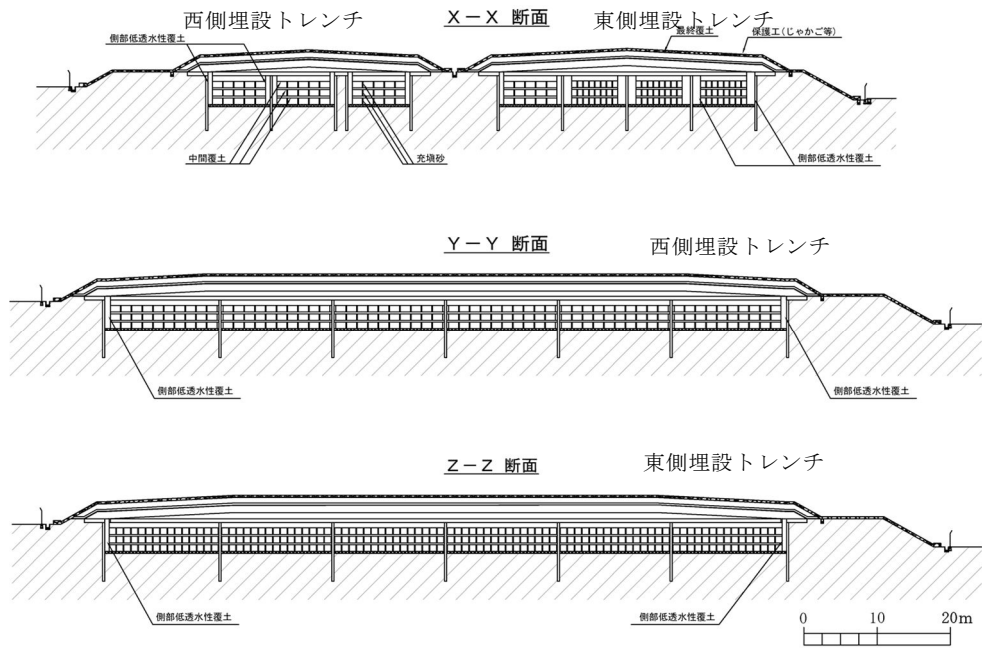 西側埋設トレンチ
X－X 断面
東側埋設トレンチ
側部低透水性覆土
最終覆土
保護工(じゃかご等)
中間覆土
充塡砂
側部低透水性覆土
Y－Y 断面
西側埋設トレンチ
側部低透水性覆土
側部低透水性覆土
Z－Z 断面
東側埋設トレンチ
側部低透水性覆土
側部低透水性覆土
0 10 20m